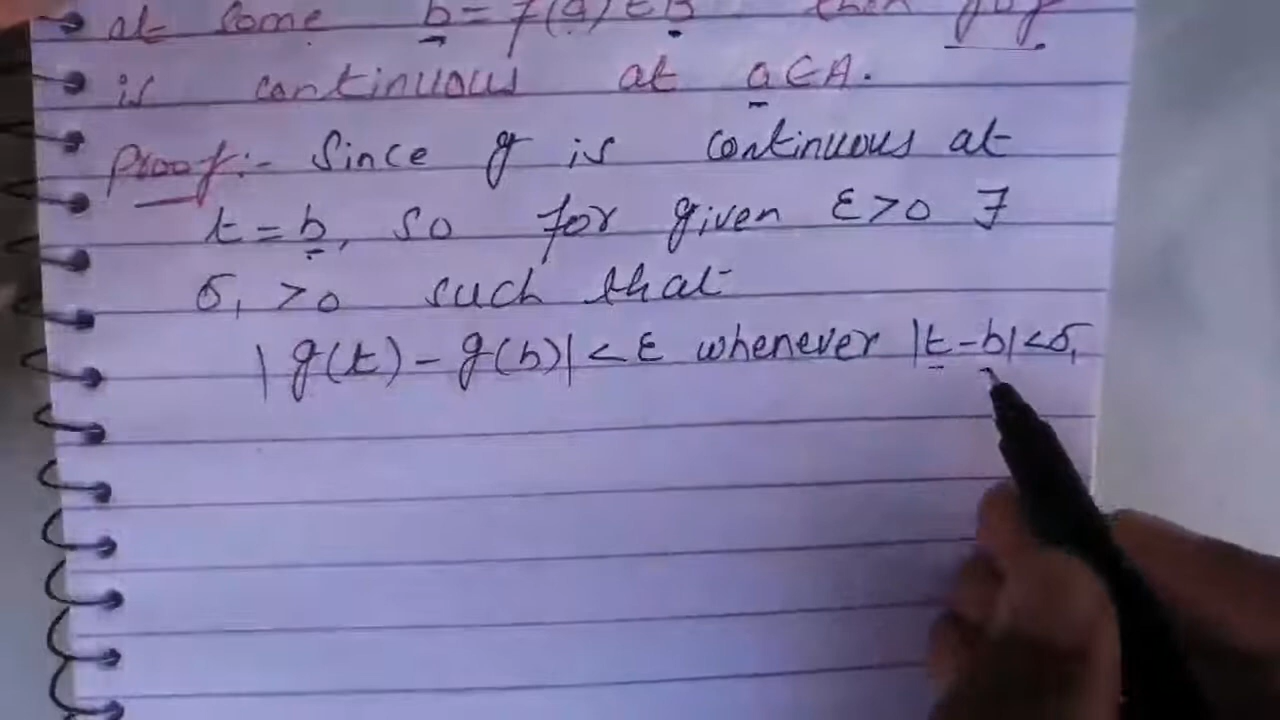 at some b = f(a) ∈ B then gof
is continuous at a∈A.
Proof:- Since g is continuous at
t = b, so for given ε>0 ∃
δ₁ >0 such that
|g(t) - g(b)| < ε whenever |t-b|<δ₁